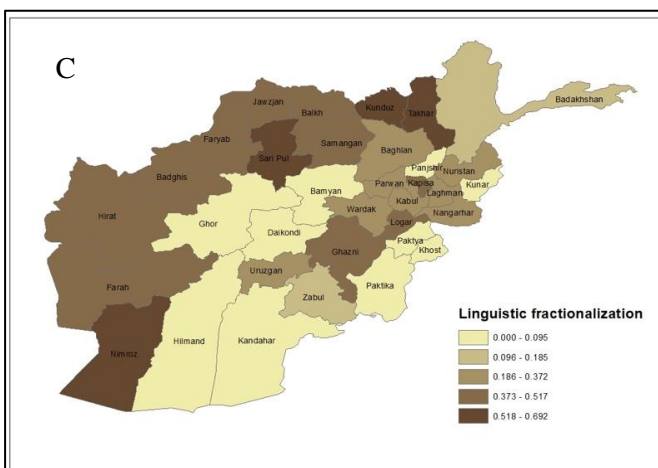 C
Jawzjan
Balkh
Kunduz
Takhar
Badakhshan
Faryab
Samangan
Sari Pul
Baghlan
Badghis
Panjshir
Nuristan
Bamyan
Parwan
Kapisa
Kunar
Laghman
Kabul
Hirat
Wardak
Nangarhar
Ghor
Logar
Daikondi
Ghazni
Paktya
Khost
Uruzgan
Farah
Paktika
Zabul
Linguistic fractionalization
0.000 - 0.095
0.096 - 0.185
0.186 - 0.372
0.373 - 0.517
0.518 - 0.692
Nimroz
Hilmand
Kandahar